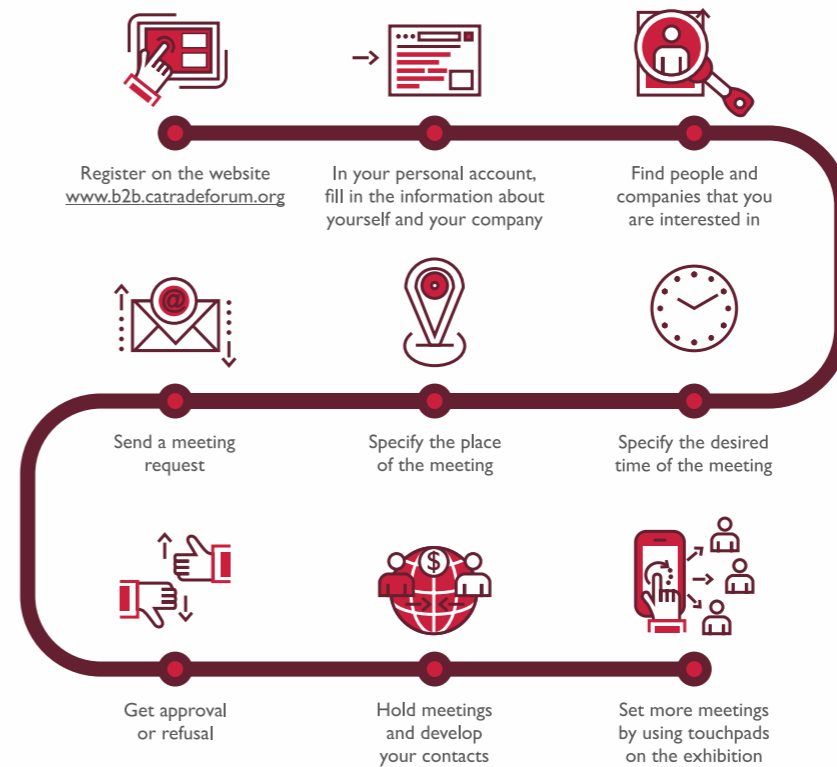 Register on the website
www.b2b.catradeforum.org
In your personal account,
fill in the information about
yourself and your company
Find people and
companies that you
are interested in
Specify the desired
time of the meeting
Specify the place
of the meeting
@
Send a meeting
request
Get approval
or refusal
$
Hold meetings
and develop
your contacts
Set more meetings
by using touchpads
on the exhibition